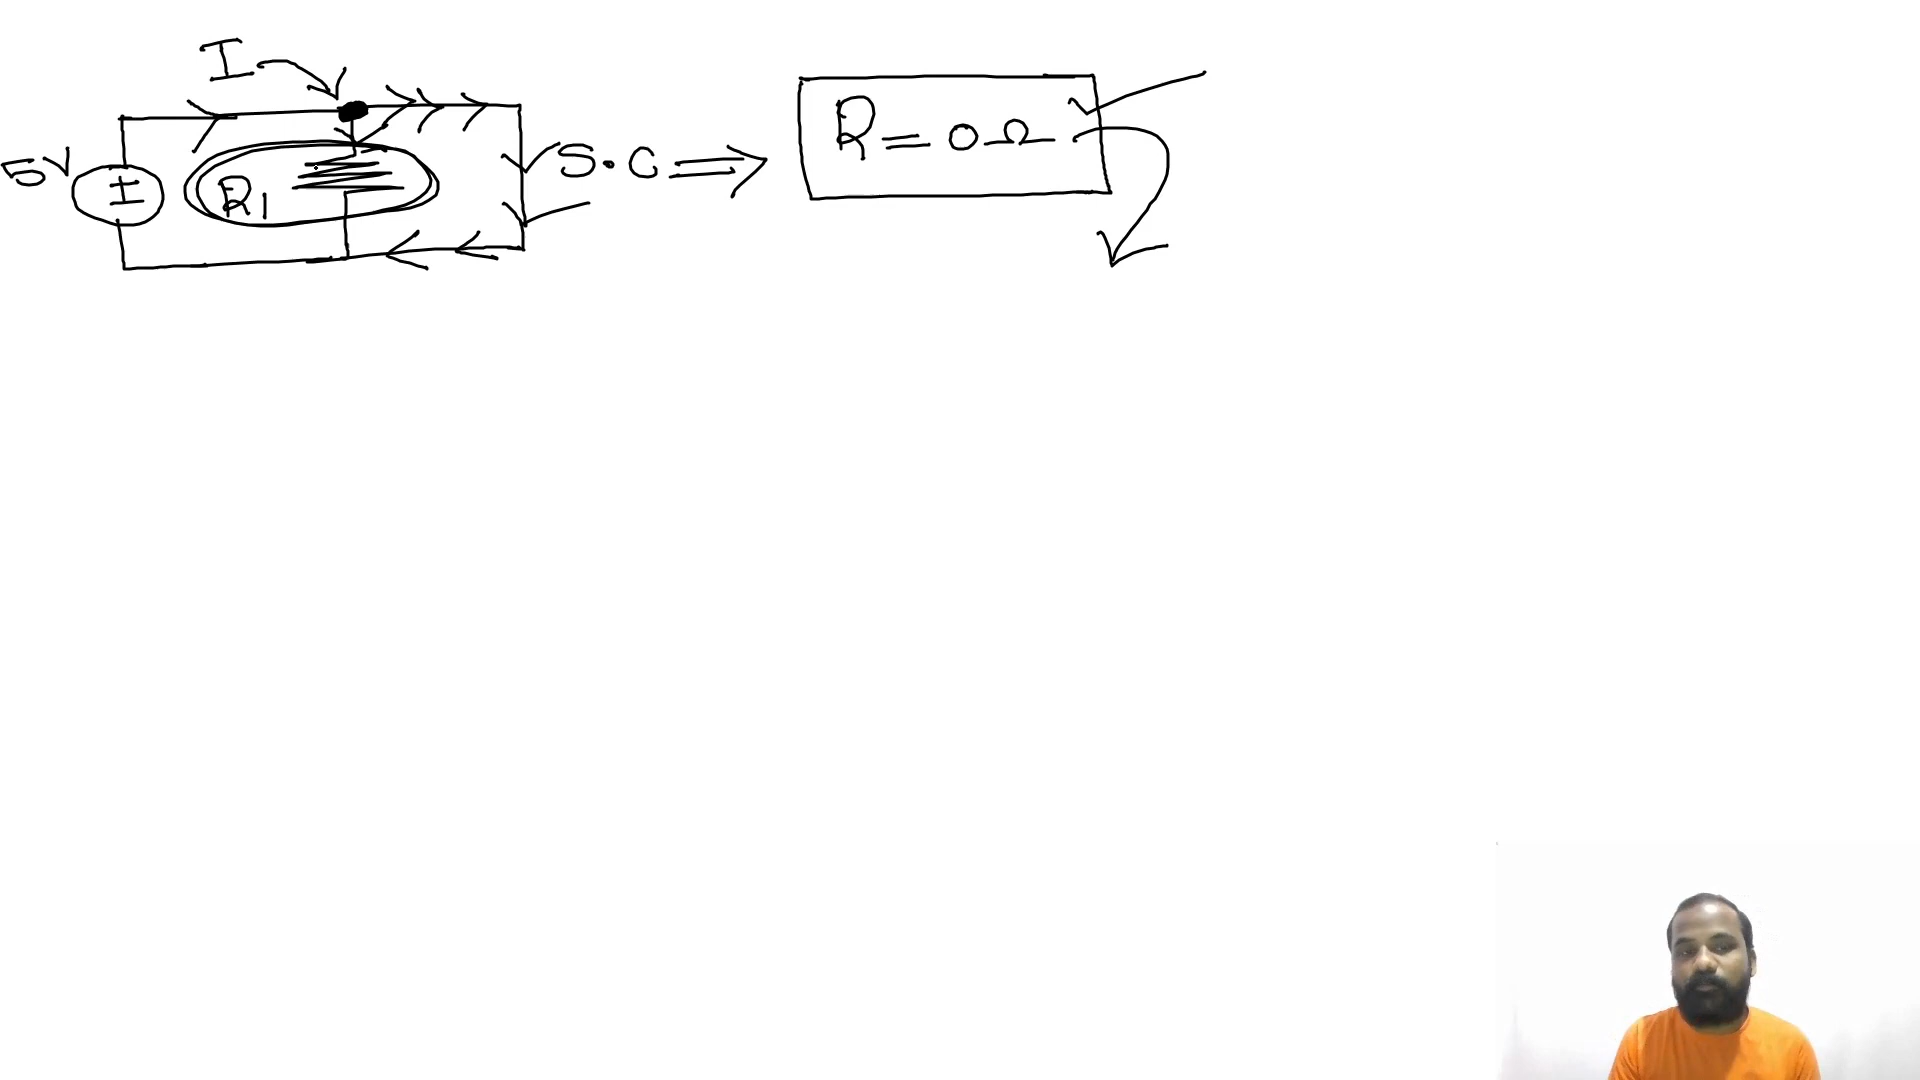 I
5V
R1
S.C ⇒ R = 0Ω